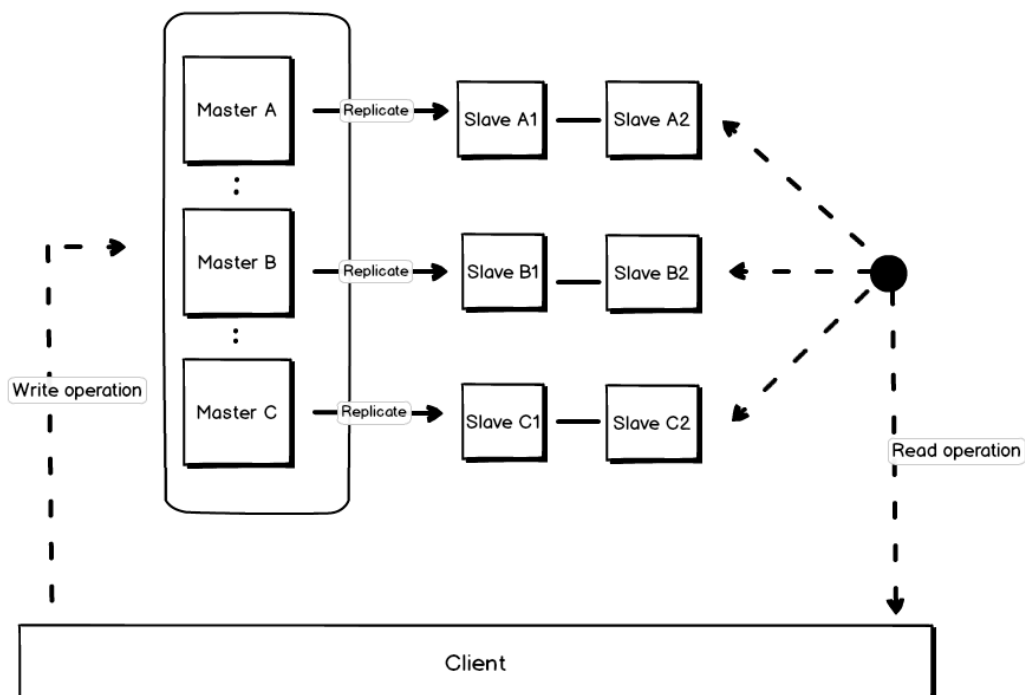 Master A
Replicate
Slave A1
Slave A2
:
Master B
Replicate
Slave B1
Slave B2
:
Write operation
Master C
Replicate
Slave C1
Slave C2
Read operation
Client